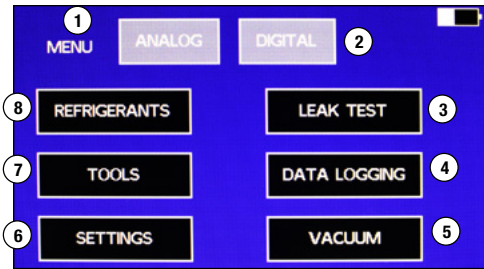 1
MENU ANALOG DIGITAL 2
8 REFRIGERANTS LEAK TEST 3
7 TOOLS DATA LOGGING 4
6 SETTINGS VACUUM 5